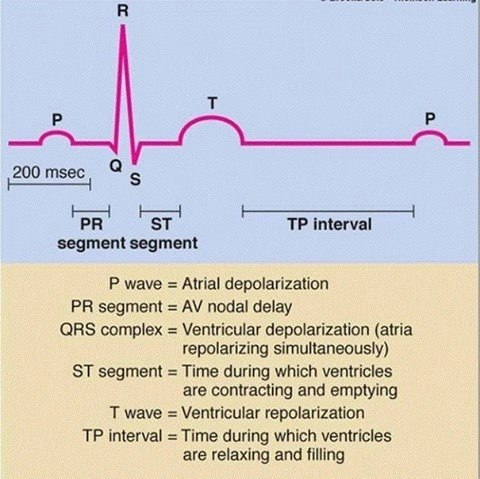 R
P
T
P
Q
S
200 msec
PR segment
ST segment
TP interval
P wave = Atrial depolarization
PR segment = AV nodal delay
QRS complex = Ventricular depolarization (atria
repolarizing simultaneously)
ST segment = Time during which ventricles
are contracting and emptying
T wave = Ventricular repolarization
TP interval = Time during which ventricles
are relaxing and filling